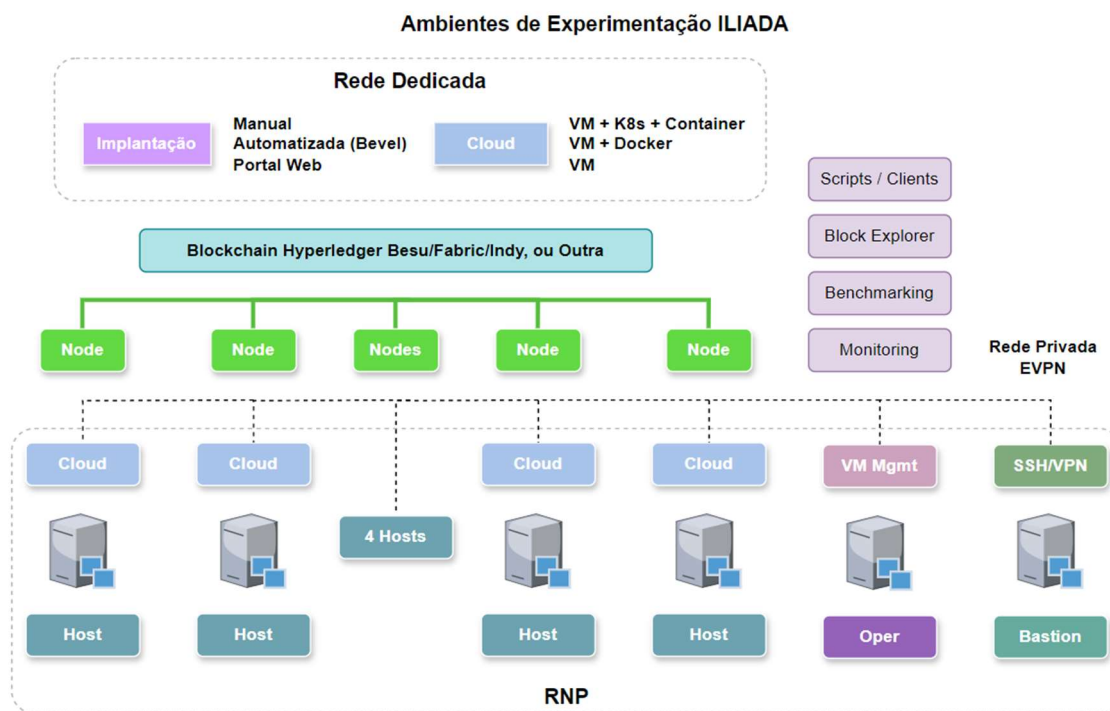 Ambientes de Experimentação ILIADA
Rede Dedicada
Implantação
Manual
Automatizada (Bevel)
Portal Web
Cloud
VM + K8s + Container
VM + Docker
VM
Scripts / Clients
Block Explorer
Benchmarking
Monitoring
Blockchain Hyperledger Besu/Fabric/Indy, ou Outra
Node
Node
Nodes
Node
Node
Rede Privada
EVPN
Cloud
Cloud
Cloud
Cloud
VM Mgmt
SSH/VPN
4 Hosts
Host
Host
Host
Host
Oper
Bastion
RNP